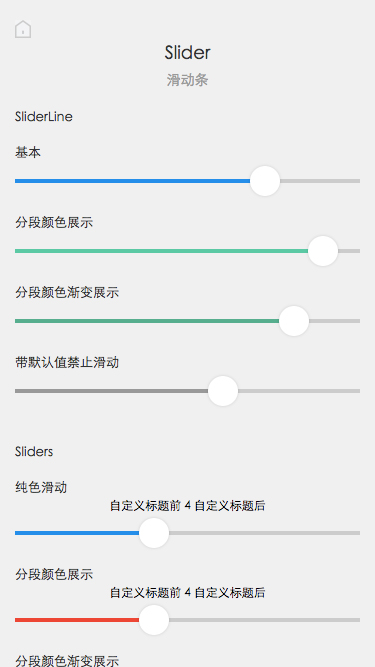 Slider
滑动条
SliderLine
基本
分段颜色展示
分段颜色渐变展示
带默认值禁止滑动
Sliders
纯色滑动
自定义标题前 4 自定义标题后
分段颜色展示
自定义标题前 4 自定义标题后
分段颜色渐变展示